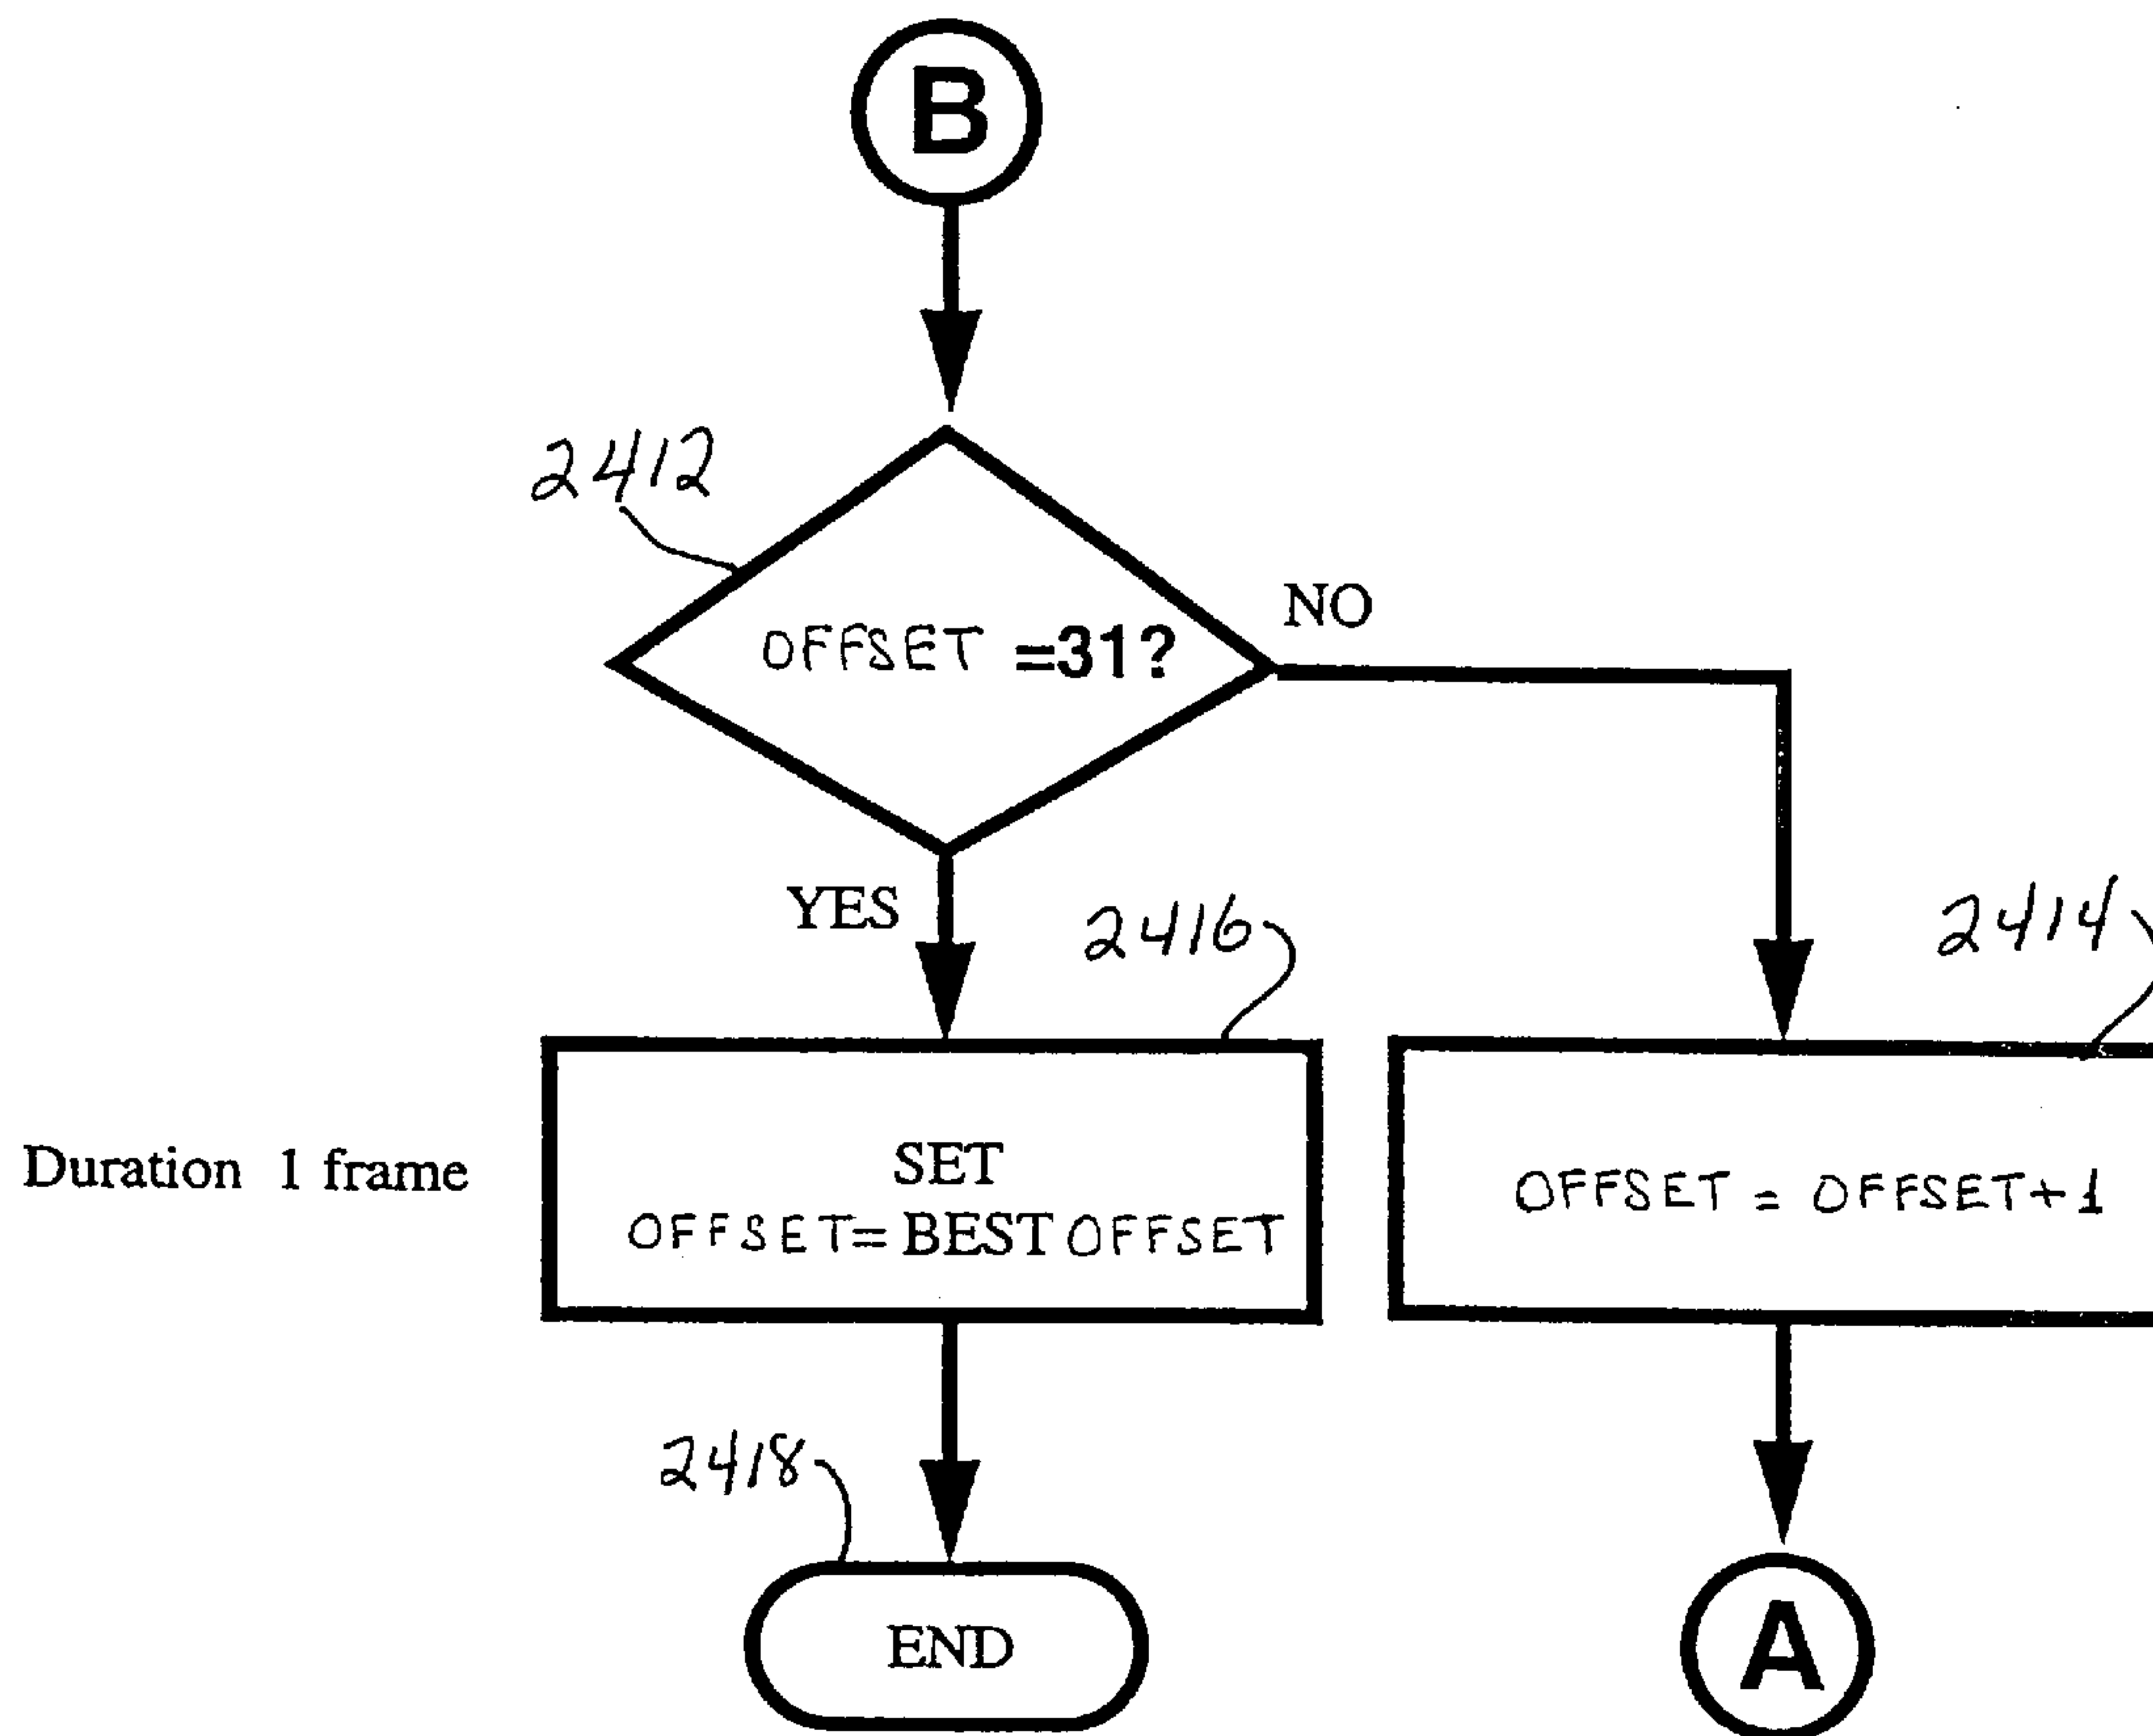 B
2412
OFFSET =31?
NO
YES
2416
2414
Duration 1 frame
SET
OFFSET=BEST OFFSET
OFFSET = OFFSET+1
2418
END
A